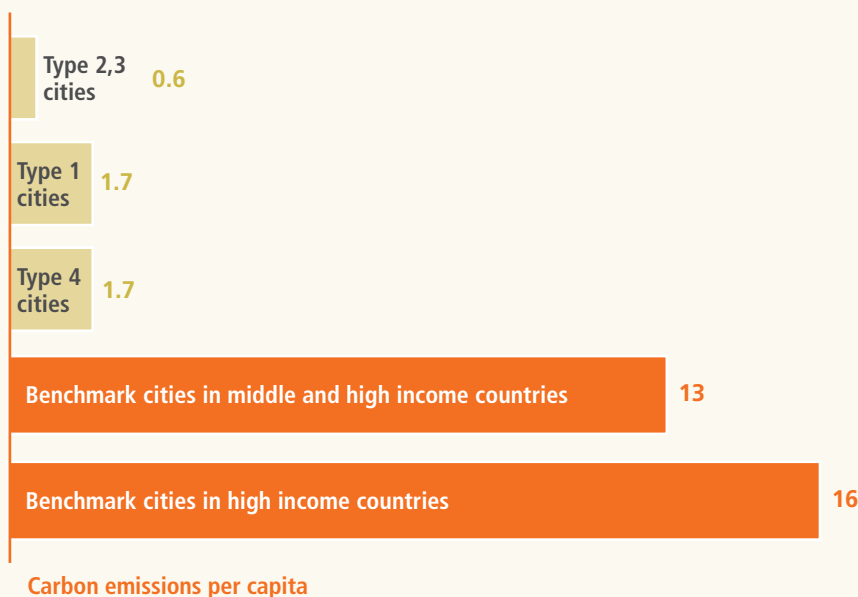 Type 2,3
cities
0.6
Type 1
cities
1.7
Type 4
cities
1.7
Benchmark cities in middle and high income countries
13
Benchmark cities in high income countries
16
Carbon emissions per capita